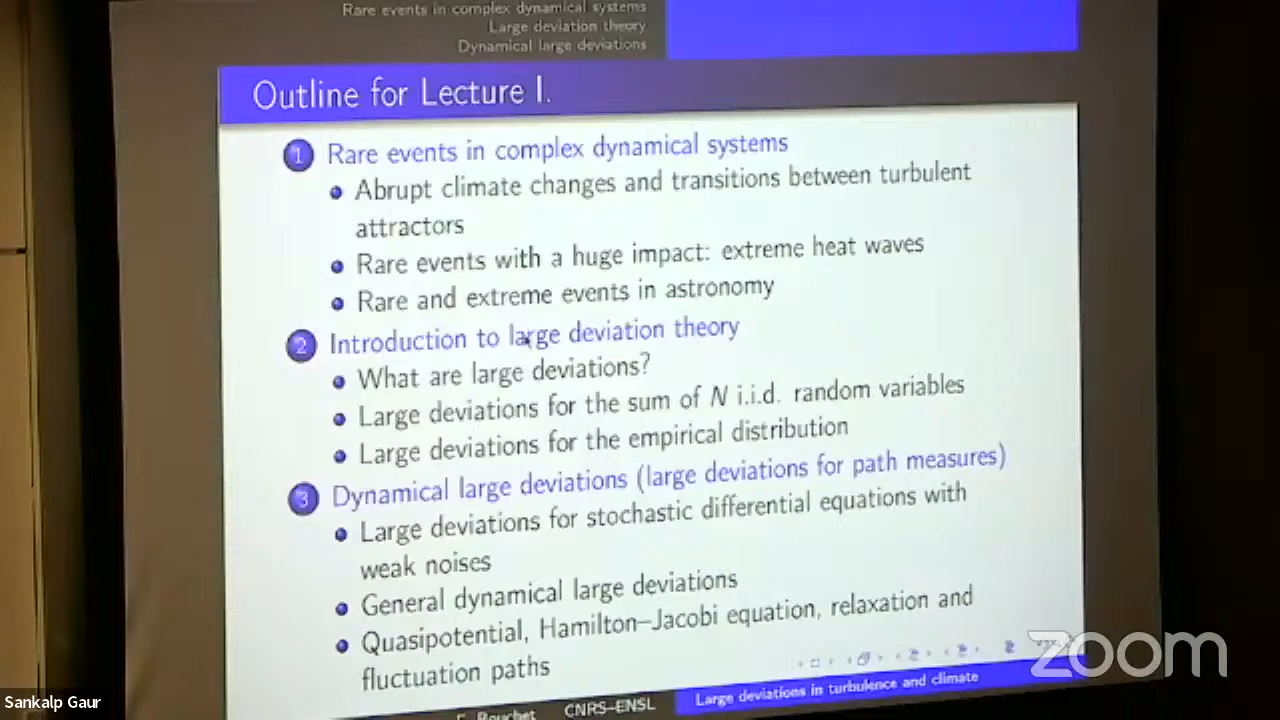 Rare events in complex dynamical systems
Large deviation theory
Dynamical large deviations
Outline for Lecture I.
1 Rare events in complex dynamical systems
Abrupt climate changes and transitions between turbulent
attractors
Rare events with a huge impact: extreme heat waves
Rare and extreme events in astronomy
2 Introduction to large deviation theory
What are large deviations?
Large deviations for the sum of N i.i.d. random variables
Large deviations for the empirical distribution
3 Dynamical large deviations (large deviations for path measures)
Large deviations for stochastic differential equations with
weak noises
General dynamical large deviations
Quasipotential, Hamilton–Jacobi equation, relaxation and
fluctuation paths
zoom
Bouchet CNRS–ENSL Large deviations in turbulence and climate
Sankalp Gaur